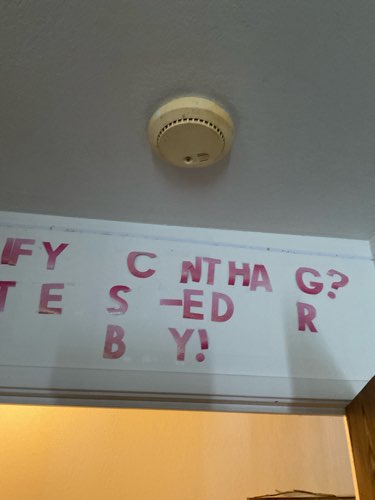 IFY C NTHA G?
TE S -ED R
B Y!